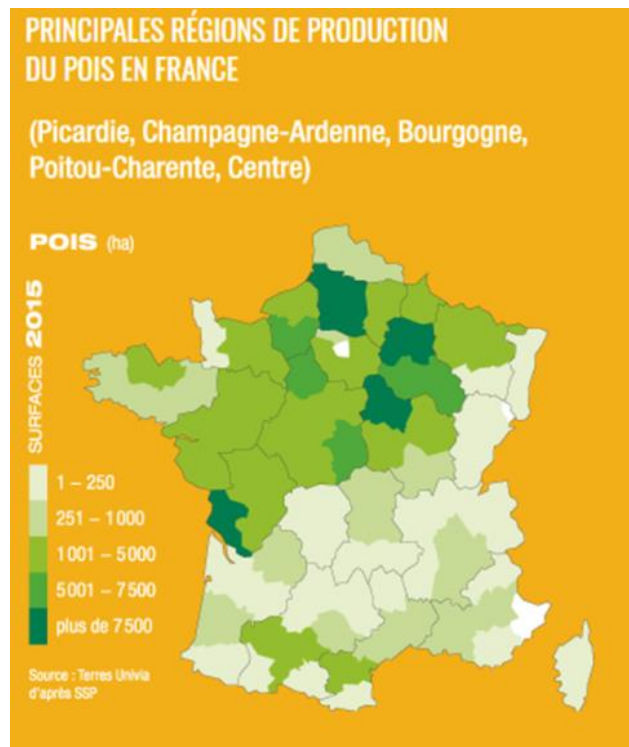 PRINCIPALES RÉGIONS DE PRODUCTION
DU POIS EN FRANCE
(Picardie, Champagne-Ardenne, Bourgogne,
Poitou-Charente, Centre)
POIS (ha)
SURFACES 2015
1 – 250
251 – 1000
1001 – 5000
5001 – 7500
plus de 7500
Source : Terres Univia
d'après SSP